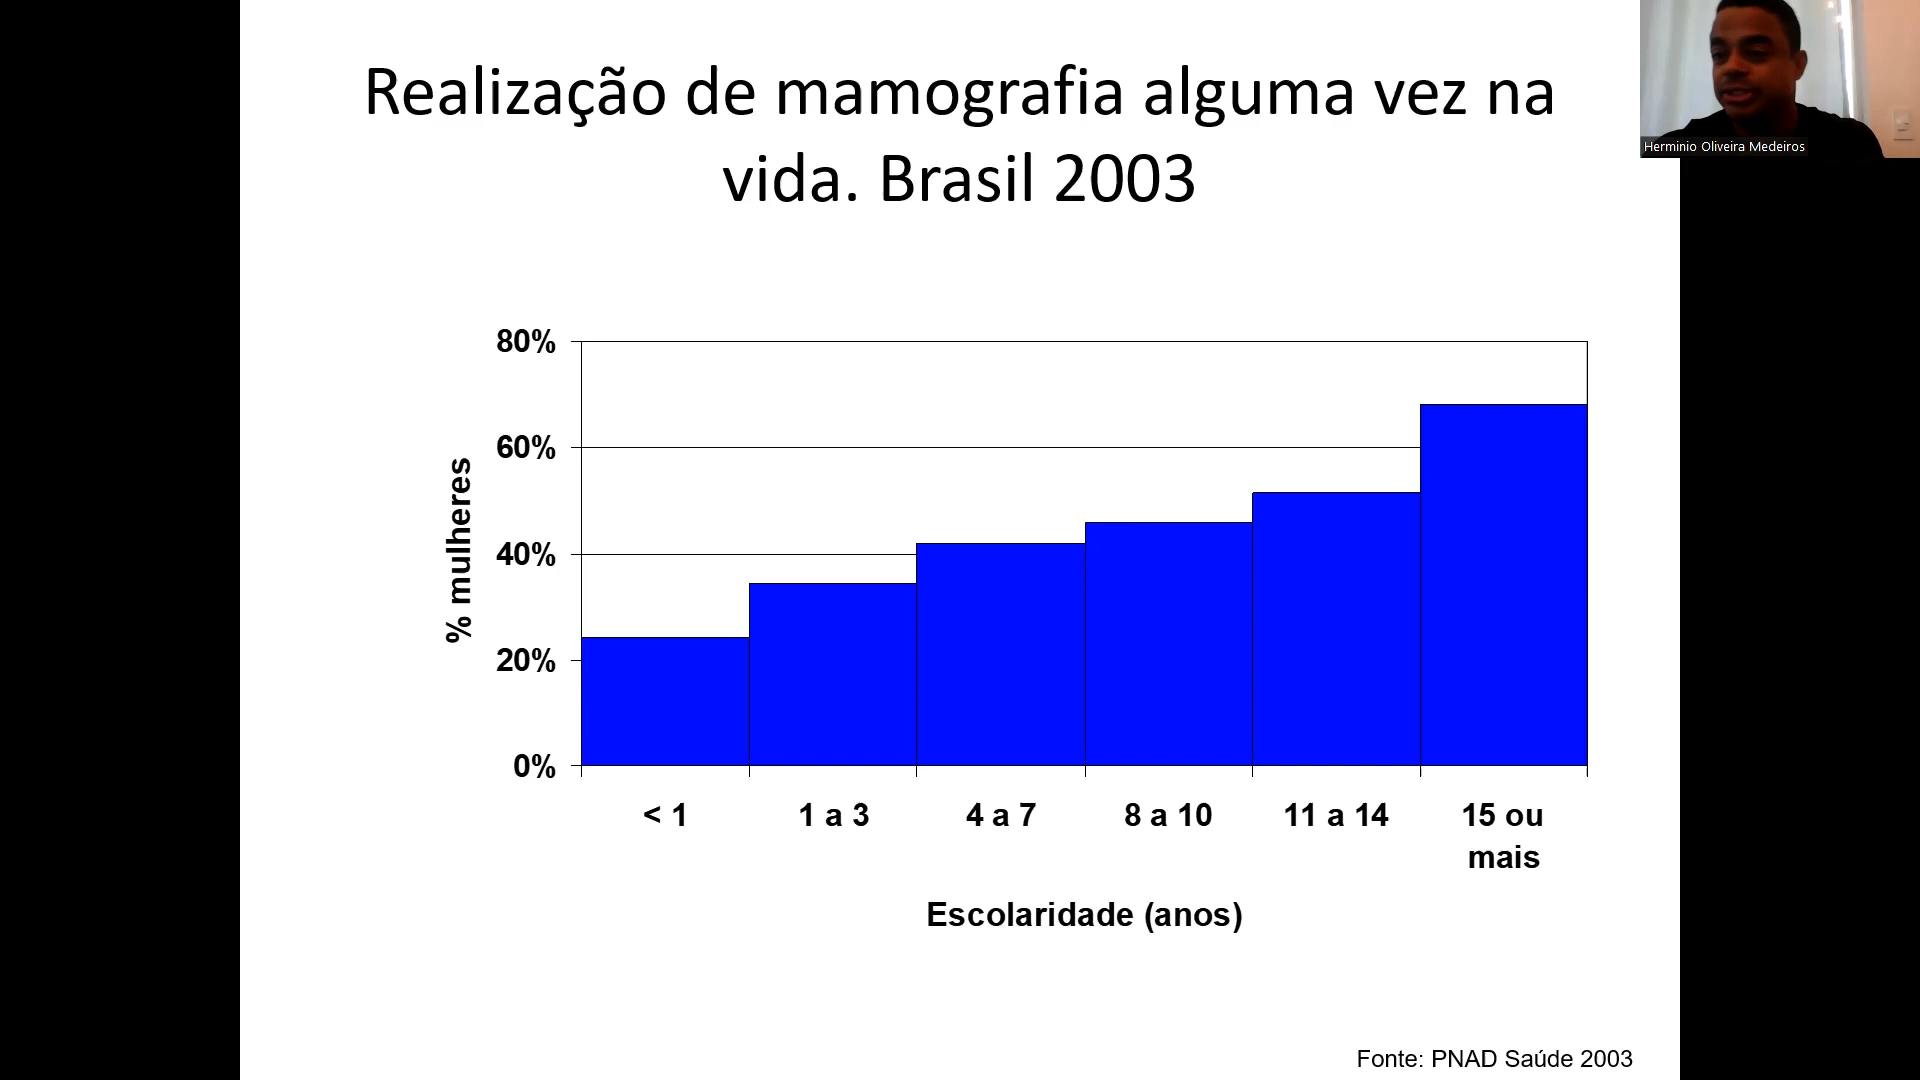 Realização de mamografia alguma vez na
vida. Brasil 2003
Herminio Oliveira Medeiros
80%
60%
40%
20%
0%
% mulheres
< 1
1 a 3
4 a 7
8 a 10
11 a 14
15 ou
mais
Escolaridade (anos)
Fonte: PNAD Saúde 2003